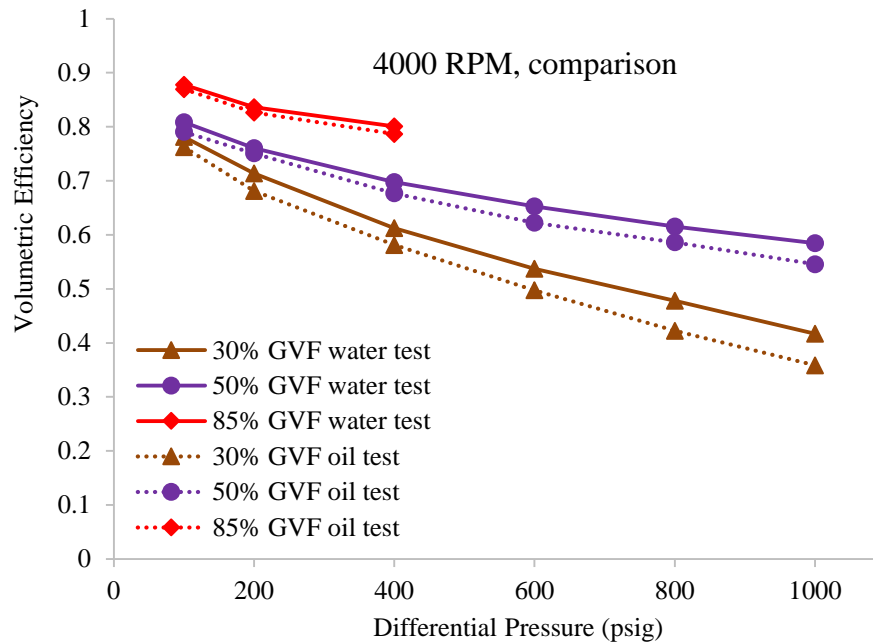 4000 RPM, comparison
Volumetric Efficiency
1
0.9
0.8
0.7
0.6
0.5
0.4
0.3
0.2
0.1
0
30% GVF water test
50% GVF water test
85% GVF water test
30% GVF oil test
50% GVF oil test
85% GVF oil test
0 200 400 600 800 1000
Differential Pressure (psig)